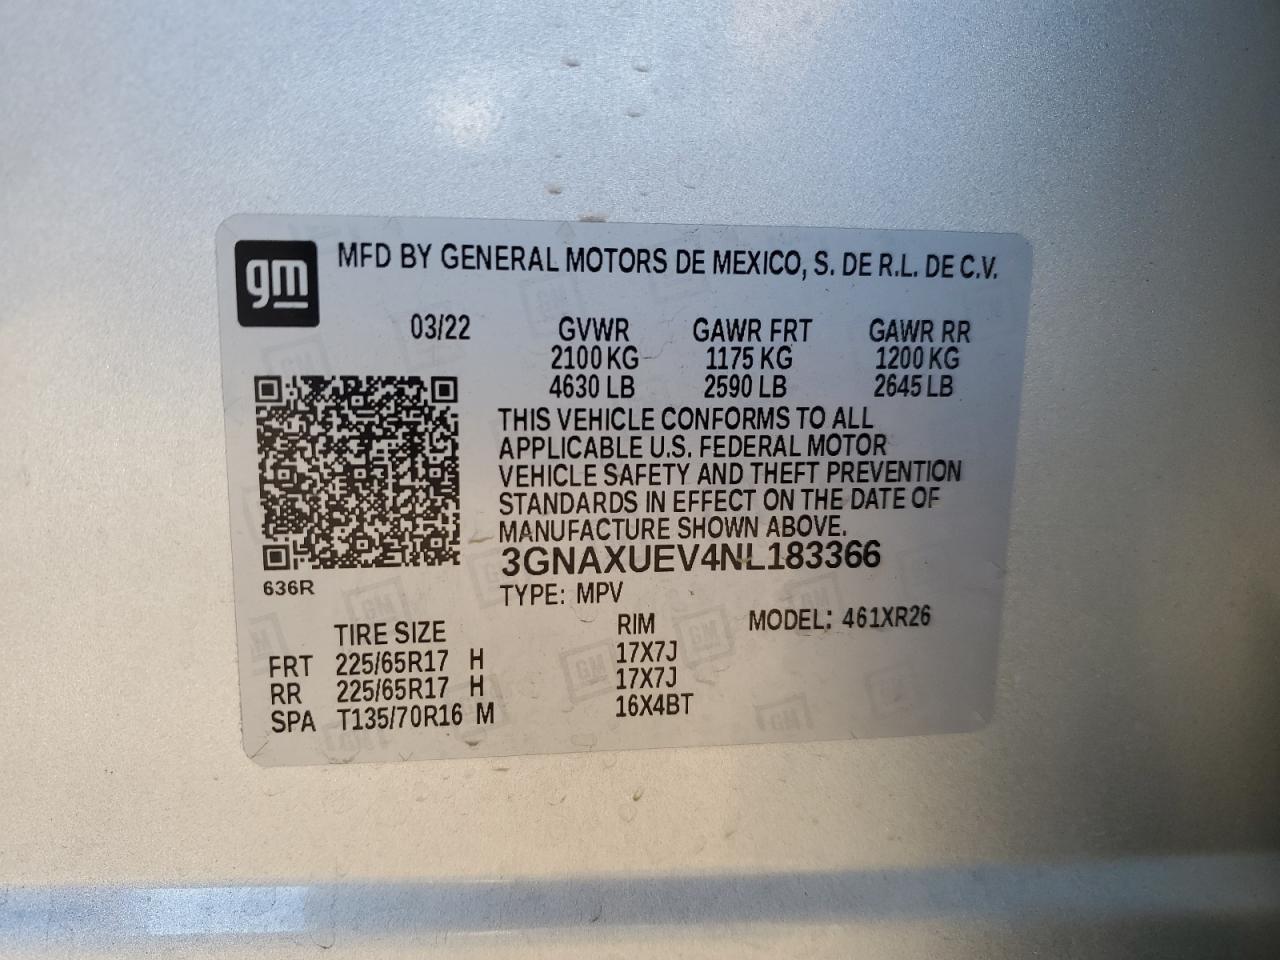 gm
MFD BY GENERAL MOTORS DE MEXICO, S. DE R.L. DE C.V.
03/22 GVWR GAWR FRT GAWR RR
2100 KG 1175 KG 1200 KG
4630 LB 2590 LB 2645 LB
THIS VEHICLE CONFORMS TO ALL
APPLICABLE U.S. FEDERAL MOTOR
VEHICLE SAFETY AND THEFT PREVENTION
STANDARDS IN EFFECT ON THE DATE OF
MANUFACTURE SHOWN ABOVE.
3GNAXUEV4NL183366
636R
TYPE: MPV
TIRE SIZE RIM MODEL: 461XR26
FRT 225/65R17 H 17X7J
RR 225/65R17 H 17X7J
SPA T135/70R16 M 16X4BT